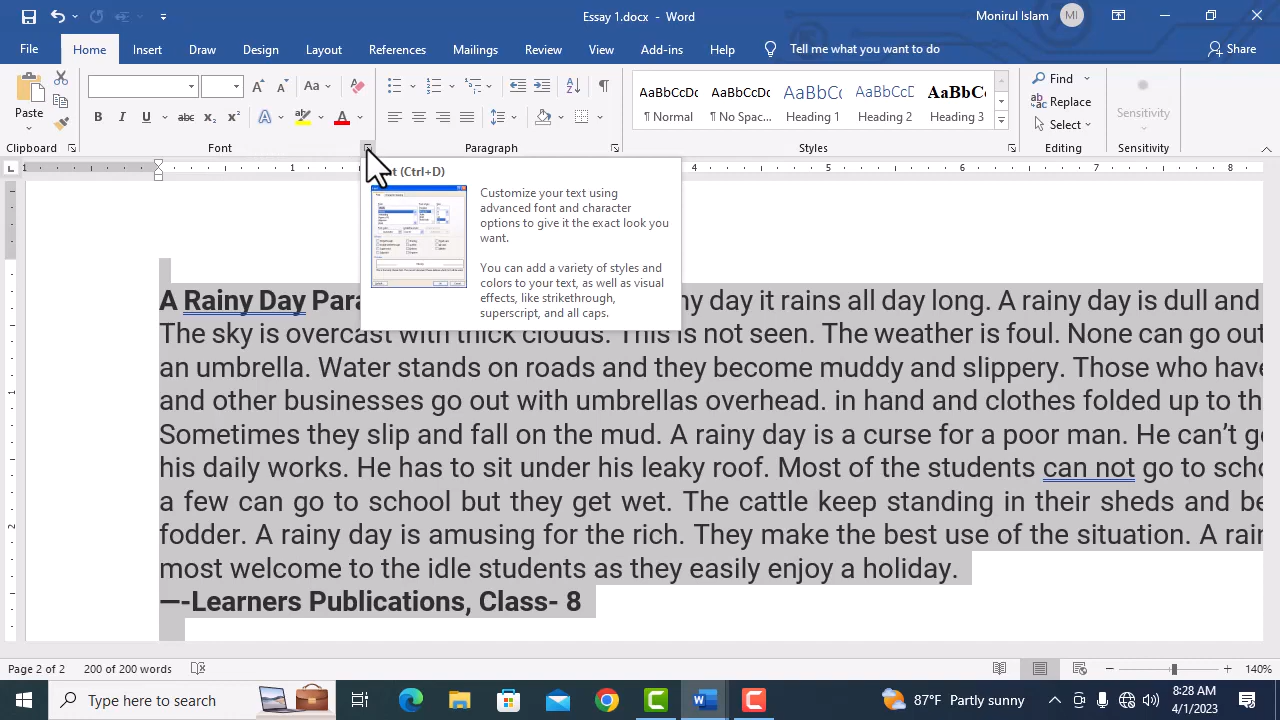 Essay 1.docx - Word
Monirul Islam
MI
File
Home
Insert
Draw
Design
Layout
References
Mailings
Review
View
Add-ins
Help
Tell me what you want to do
Share
Paste
Clipboard
Font
Paragraph
AaBbCcDc
AaBbCcDc
AaBbCcD
AaBbCcD
AaBbCc
¶ Normal
¶ No Spac...
Heading 1
Heading 2
Heading 3
Styles
Find
Replace
Select
Editing
Sensitivity
Sensitivity
(Ctrl+D)
Customize your text using
advanced font and character
options to give it the exact look you
want.
You can add a variety of styles and
colors to your text, as well as visual
effects, like strikethrough,
superscript, and all caps.
A Rainy Day Para ny day it rains all day long. A rainy day is dull and
The sky is overcast with thick clouds. This is not seen. The weather is foul. None can go out
an umbrella. Water stands on roads and they become muddy and slippery. Those who have
and other businesses go out with umbrellas overhead. in hand and clothes folded up to th
Sometimes they slip and fall on the mud. A rainy day is a curse for a poor man. He can't g
his daily works. He has to sit under his leaky roof. Most of the students can not go to scho
a few can go to school but they get wet. The cattle keep standing in their sheds and be
fodder. A rainy day is amusing for the rich. They make the best use of the situation. A rain
most welcome to the idle students as they easily enjoy a holiday.
—-Learners Publications, Class- 8
Page 2 of 2
200 of 200 words
140%
Type here to search
87°F Partly sunny
8:28 AM
4/1/2023